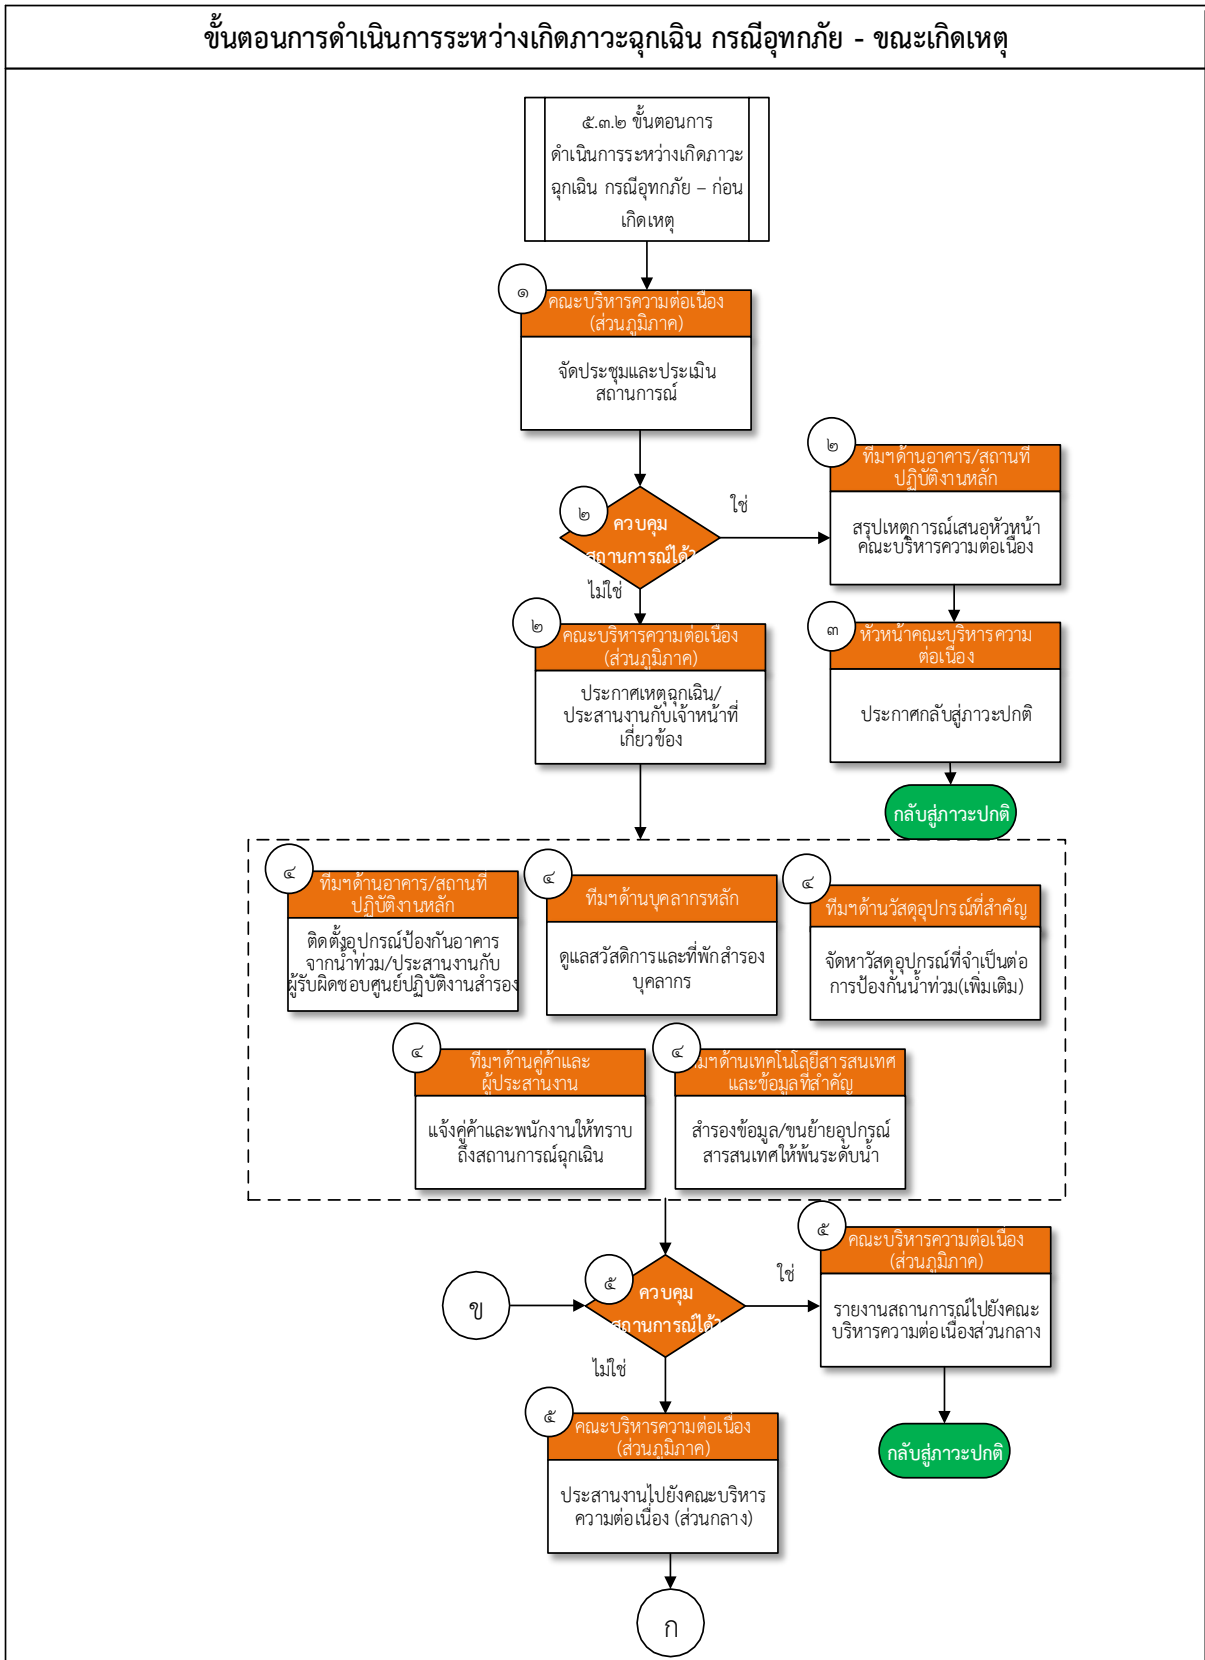 ขั้นตอนการดำเนินการระหว่างเกิดภาวะฉุกเฉิน กรณีอุทกภัย - ขณะเกิดเหตุ
๕.๓.๒ ขั้นตอนการ
ดำเนินการระหว่างเกิดภาวะ
ฉุกเฉิน กรณีอุทกภัย – ก่อน
เกิดเหตุ
๑
คณะบริหารความต่อเนื่อง
(ส่วนภูมิภาค)
จัดประชุมและประเมิน
สถานการณ์
๒
ควบคุม
สถานการณ์ได้?
ใช่
ไม่ใช่
๒
ทีมฯด้านอาคาร/สถานที่
ปฏิบัติงานหลัก
สรุปเหตุการณ์เสนอหัวหน้า
คณะบริหารความต่อเนื่อง
๒
คณะบริหารความต่อเนื่อง
(ส่วนภูมิภาค)
ประกาศเหตุฉุกเฉิน/
ประสานงานกับเจ้าหน้าที่
เกี่ยวข้อง
๓
หัวหน้าคณะบริหารความ
ต่อเนื่อง
ประกาศกลับสู่ภาวะปกติ
กลับสู่ภาวะปกติ
๔
ทีมฯด้านอาคาร/สถานที่
ปฏิบัติงานหลัก
ติดตั้งอุปกรณ์ป้องกันอาคาร
จากน้ำท่วม/ประสานงานกับ
ผู้รับผิดชอบศูนย์ปฏิบัติงานสำรอง
๔
ทีมฯด้านบุคลากรหลัก
ดูแลสวัสดิการและที่พักสำรอง
บุคลากร
๔
ทีมฯด้านวัสดุอุปกรณ์ที่สำคัญ
จัดหาวัสดุอุปกรณ์ที่จำเป็นต่อ
การป้องกันน้ำท่วม(เพิ่มเติม)
๔
ทีมฯด้านคู่ค้าและ
ผู้ประสานงาน
แจ้งคู่ค้าและพนักงานให้ทราบ
ถึงสถานการณ์ฉุกเฉิน
๔
ทีมฯด้านเทคโนโลยีสารสนเทศ
และข้อมูลที่สำคัญ
สำรองข้อมูล/ขนย้ายอุปกรณ์
สารสนเทศให้พ้นระดับน้ำ
ข
๕
ควบคุม
สถานการณ์ได้?
ใช่
ไม่ใช่
๕
คณะบริหารความต่อเนื่อง
(ส่วนภูมิภาค)
รายงานสถานการณ์ไปยังคณะ
บริหารความต่อเนื่องส่วนกลาง
กลับสู่ภาวะปกติ
๕
คณะบริหารความต่อเนื่อง
(ส่วนภูมิภาค)
ประสานงานไปยังคณะบริหาร
ความต่อเนื่อง (ส่วนกลาง)
ก